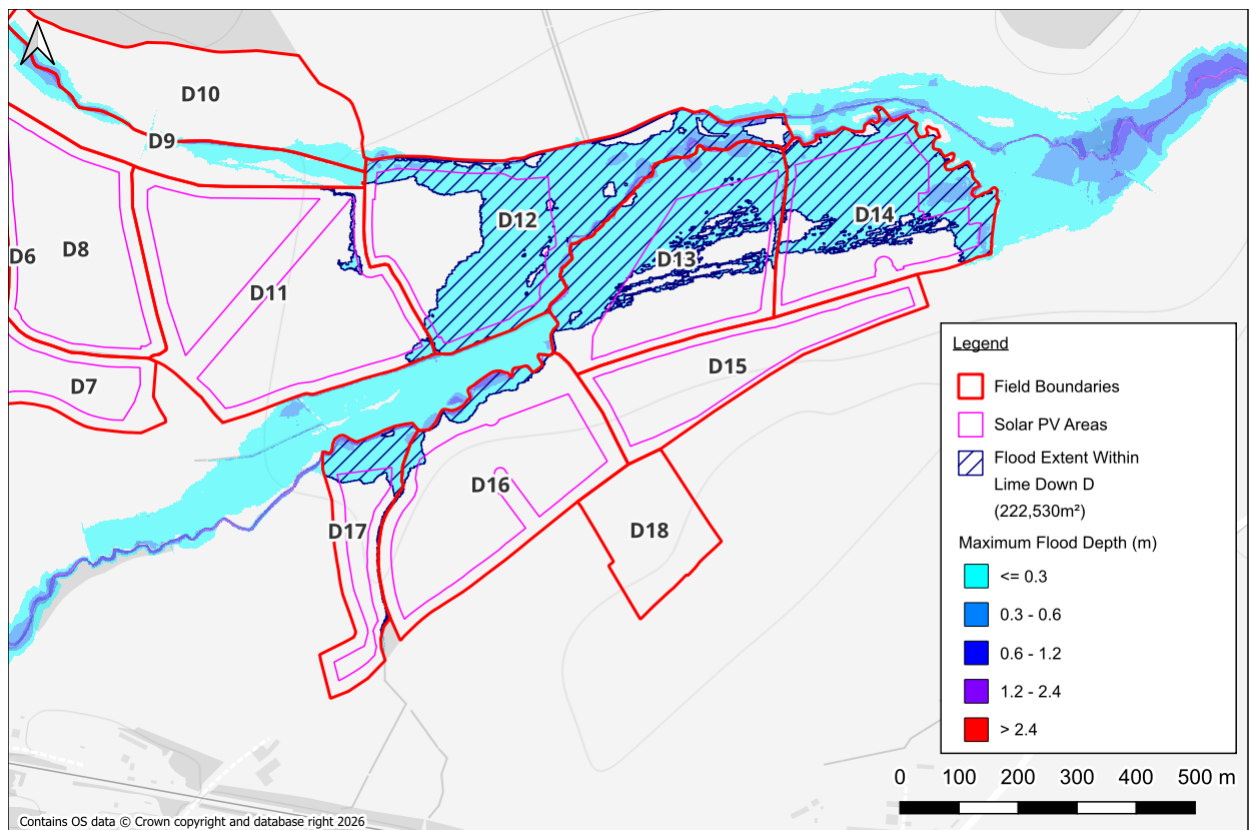 D10
D9
D12
D14
D6
D8
D13
D11
D15
D7
D16
D17
D18
Legend
Field Boundaries
Solar PV Areas
Flood Extent Within
Lime Down D
(222,530m²)
Maximum Flood Depth (m)
<= 0.3
0.3 - 0.6
0.6 - 1.2
1.2 - 2.4
> 2.4
0 100 200 300 400 500 m
Contains OS data © Crown copyright and database right 2026